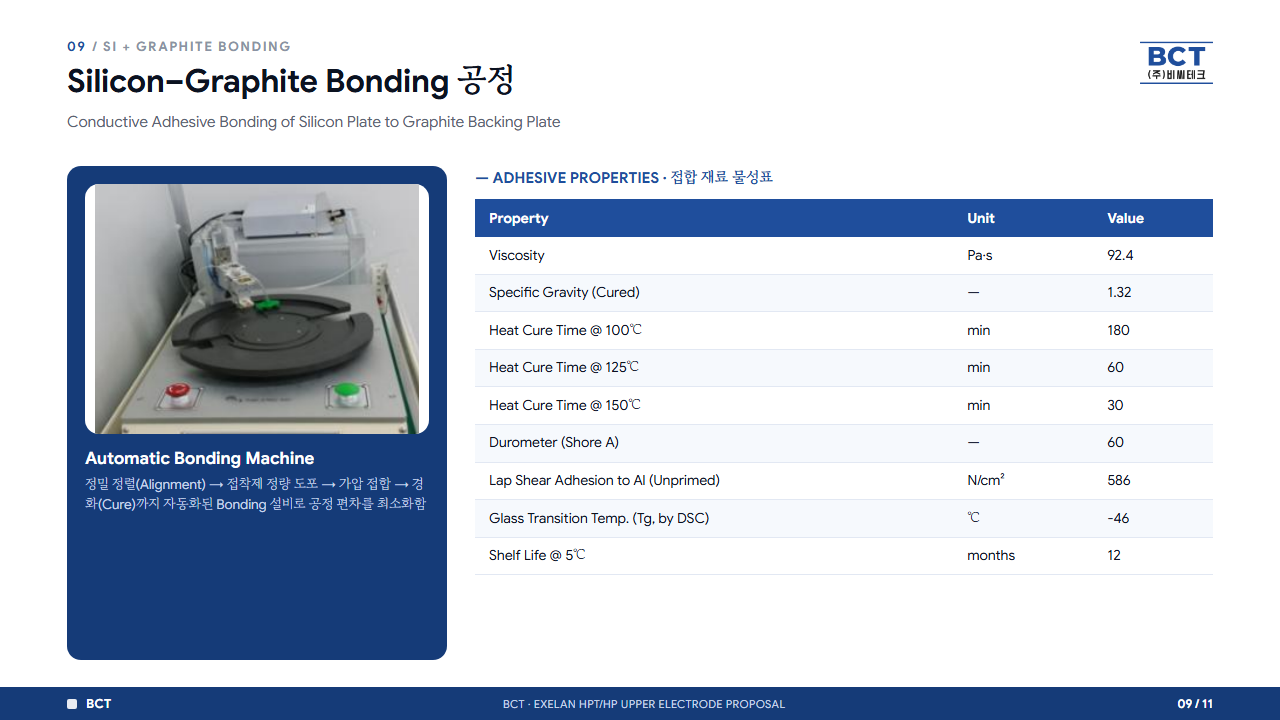 09 / SI + GRAPHITE BONDING
Silicon–Graphite Bonding 공정
Conductive Adhesive Bonding of Silicon Plate to Graphite Backing Plate
BCT
(주)비씨테크
Automatic Bonding Machine
정밀 정렬(Alignment) → 접착제 정량 도포 → 가압 접합 → 경
화(Cure)까지 자동화된 Bonding 설비로 공정 편차를 최소화함
— ADHESIVE PROPERTIES · 접합 재료 물성표
Property Unit Value
Viscosity Pa·s 92.4
Specific Gravity (Cured) — 1.32
Heat Cure Time @ 100℃ min 180
Heat Cure Time @ 125℃ min 60
Heat Cure Time @ 150℃ min 30
Durometer (Shore A) — 60
Lap Shear Adhesion to Al (Unprimed) N/cm² 586
Glass Transition Temp. (Tg, by DSC) ℃ -46
Shelf Life @ 5℃ months 12
BCT
BCT · EXELAN HPT/HP UPPER ELECTRODE PROPOSAL
09 / 11